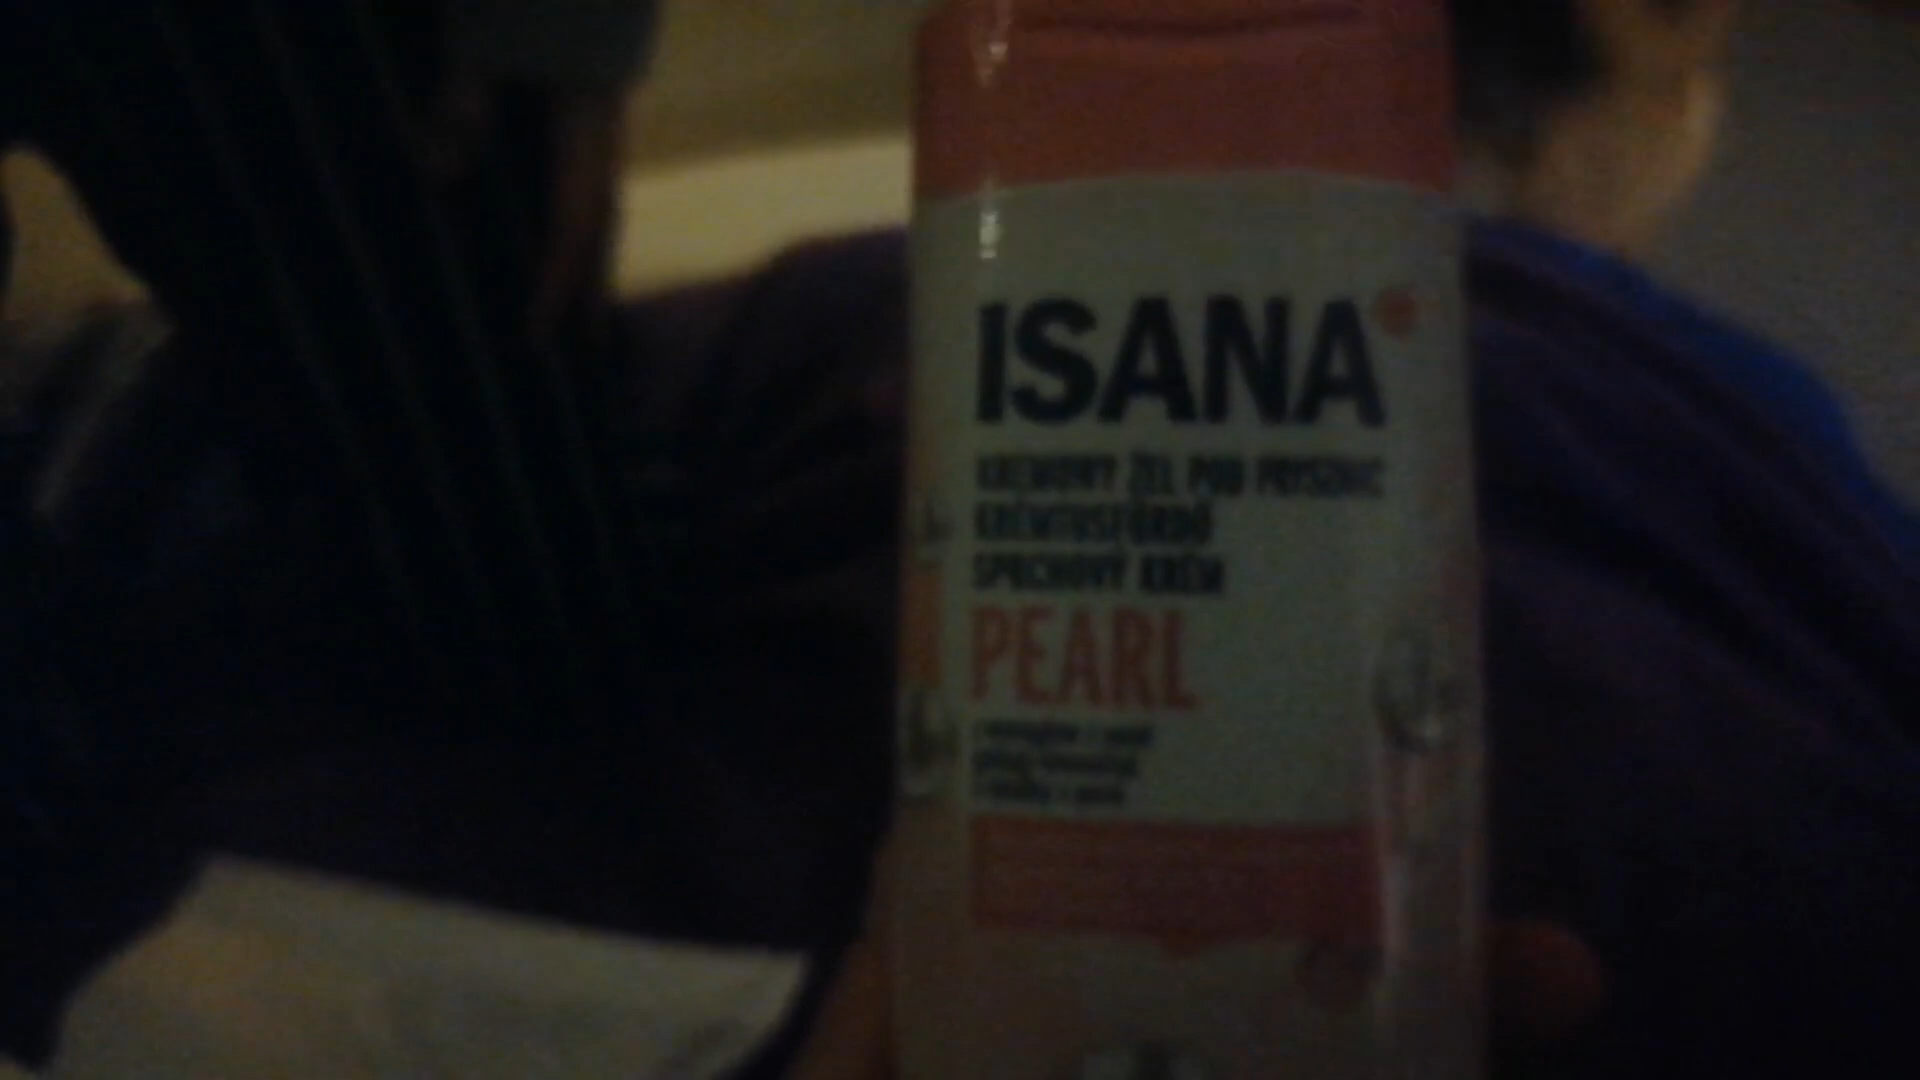 ISANA
KREMOWY ŻEL POD PRYSZNIC
KRÉMTUSFÜRDŐ
SPRCHOVÝ KRÉM
PEARL